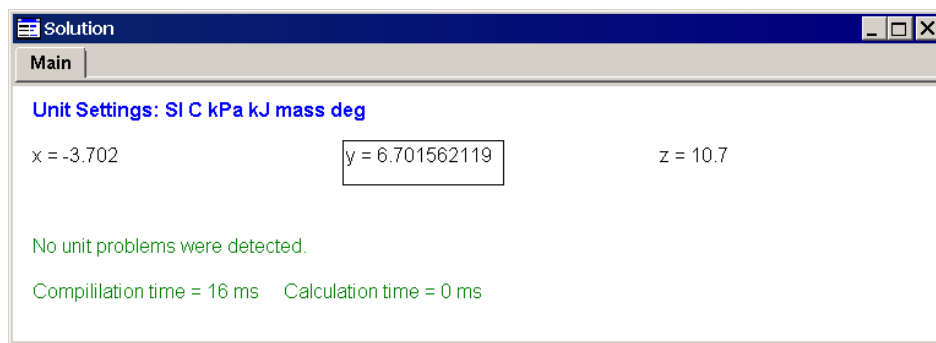 Solution
Main
Unit Settings: SI C kPa kJ mass deg
x = -3.702 y = 6.701562119 z = 10.7
No unit problems were detected.
Compililation time = 16 ms Calculation time = 0 ms